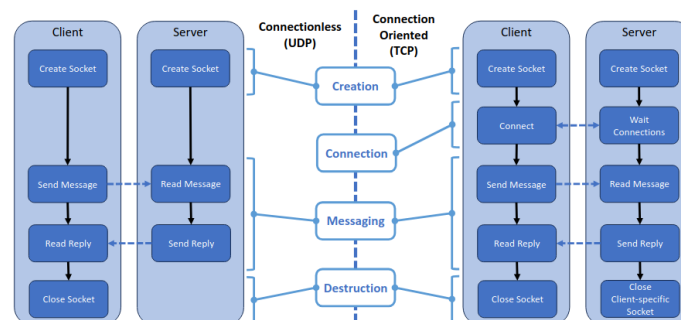 Client
Server
Connectionless
(UDP)
Connection
Oriented
(TCP)
Client
Server
Create Socket
Create Socket
Creation
Create Socket
Create Socket
Connect
Wait
Connections
Connection
Send Message
Read Message
Messaging
Send Message
Read Message
Read Reply
Send Reply
Read Reply
Send Reply
Close Socket
Destruction
Close Socket
Close
Client-specific
Socket